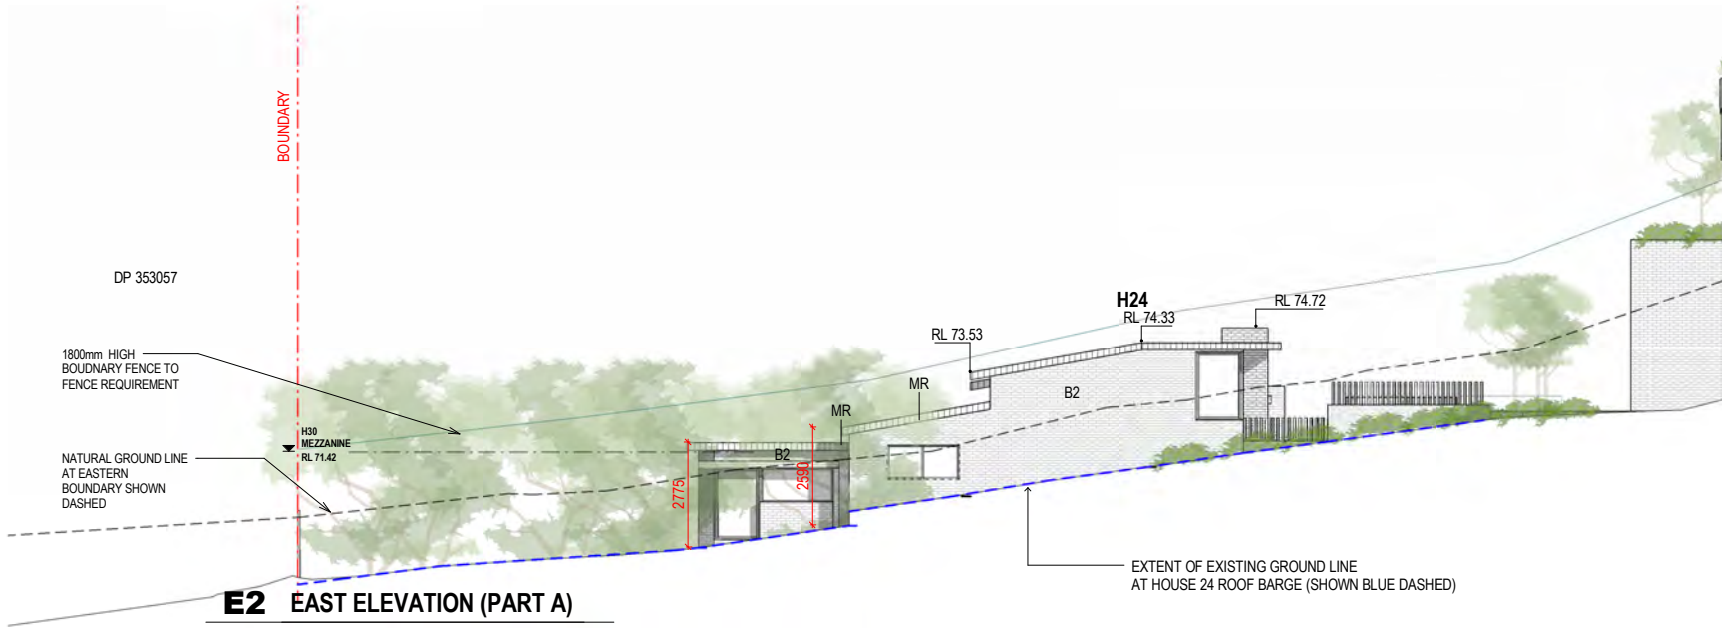 BOUNDARY
DP 353057
1800mm HIGH
BOUDNARY FENCE TO
FENCE REQUIREMENT
NATURAL GROUND LINE
AT EASTERN
BOUNDARY SHOWN
DASHED
H30
MEZZANINE
RL 71.42
2775
B2
2590
MR
MR
RL 73.53
H24
RL 74.33
RL 74.72
B2
EXTENT OF EXISTING GROUND LINE
AT HOUSE 24 ROOF BARGE (SHOWN BLUE DASHED)
E2 EAST ELEVATION (PART A)